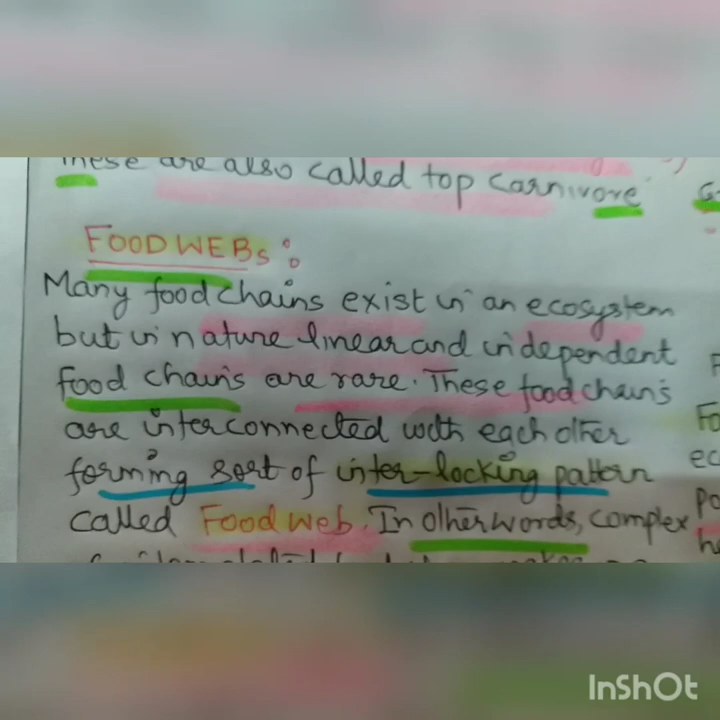 These are also called top carnivore
FOOD WEBs :
Many food chains exist in an ecosystem
but in nature linear and independent
food chains are rare. These food chains
are interconnected with each other
forming sort of inter-locking pattern
called Food web. In other words, complex
InShOt